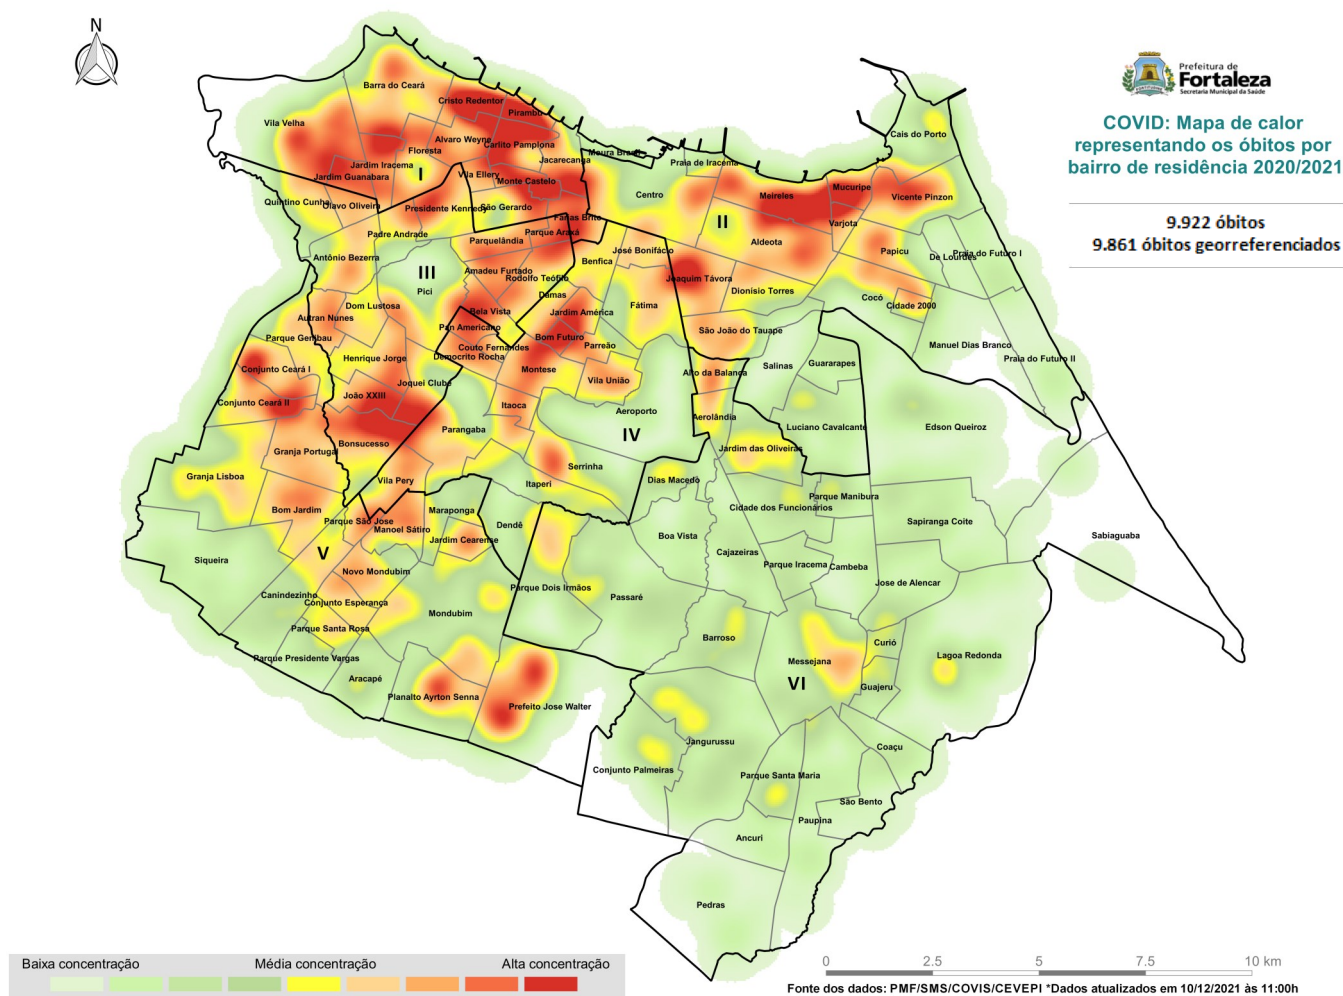 N
Prefeitura de
Fortaleza
Secretaria Municipal da Saúde
COVID: Mapa de calor
representando os óbitos por
bairro de residência 2020/2021
9.922 óbitos
9.861 óbitos georreferenciados
Barra do Ceará
Cristo Redentor
Pirambu
Vila Velha
Cais do Porto
Alvaro Weyne
Carlito Pamplona
Floresta
Jacarecanga
Moura Brasil
Praia de Iracema
Jardim Iracema
I
Jardim Guanabara
Vila Ellery
Monte Castelo
Centro
Meireles
Mucuripe
Vicente Pinzon
Quintino Cunha
Olavo Oliveira
Presidente Kennedy
São Gerardo
Farias Brito
II
Varjota
Padre Andrade
Parquelândia
Parque Araxá
José Bonifácio
Aldeota
Papicu
De Lourdes
Praia do Futuro I
Antônio Bezerra
III
Benfica
Amadeu Furtado
Rodolfo Teófilo
Joaquim Távora
Pici
Damas
Dionísio Torres
Cocó
Cidade 2000
Dom Lustosa
Bela Vista
Jardim América
Fátima
Autran Nunes
Pan Americano
São João do Tauape
Parque Genibau
Bom Futuro
Parreão
Manuel Dias Branco
Couto Fernandes
Democrito Rocha
Henrique Jorge
Praia do Futuro II
Conjunto Ceará I
Montese
Alto da Balança
Salinas
Guararapes
Joquei Clube
Vila União
João XXIII
Conjunto Ceará II
Itaoca
Aeroporto
Aerolândia
Parangaba
IV
Luciano Cavalcante
Edson Queiroz
Bonsucesso
Granja Portugal
Jardim das Oliveiras
Serrinha
Granja Lisboa
Vila Pery
Itaperi
Dias Macedo
Parque Manibura
Bom Jardim
Maraponga
Cidade dos Funcionários
Parque São José
Manoel Sátiro
Dendê
Sapiranga Coite
Jardim Cearense
Boa Vista
Sabiaguaba
V
Siqueira
Cajazeiras
Parque Iracema
Cambeba
Novo Mondubim
Jose de Alencar
Parque Dois Irmãos
Canindezinho
Passaré
Conjunto Esperança
Mondubim
Parque Santa Rosa
Barroso
Curió
Parque Presidente Vargas
Messejana
Lagoa Redonda
Aracapé
VI
Guajeru
Planalto Ayrton Senna
Prefeito Jose Walter
Jangurussu
Coaçu
Conjunto Palmeiras
Parque Santa Maria
São Bento
Paupina
Ancuri
Pedras
Baixa concentração
Média concentração
Alta concentração
0
2.5
5
7.5
10 km
Fonte dos dados: PMF/SMS/COVIS/CEVEPI *Dados atualizados em 10/12/2021 às 11:00h